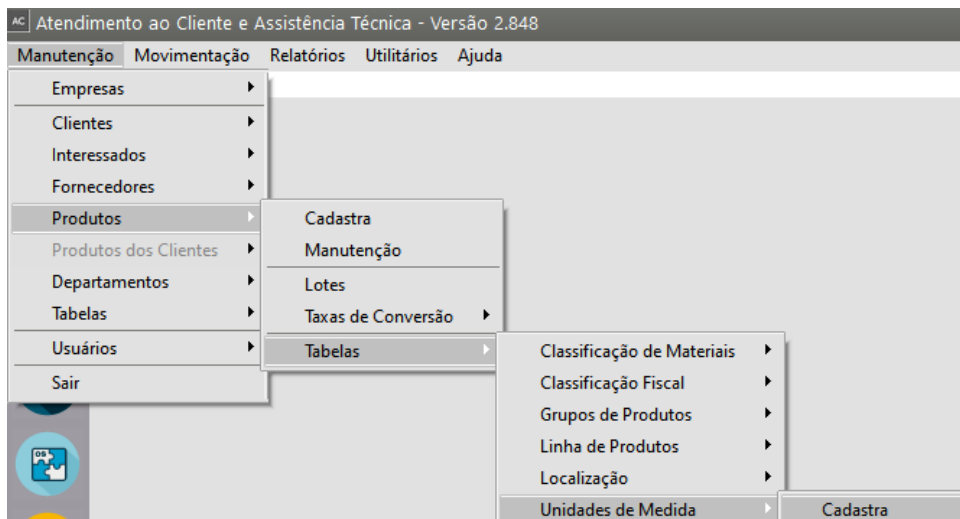 AC Atendimento ao Cliente e Assistência Técnica - Versão 2.848
Manutenção Movimentação Relatórios Utilitários Ajuda
Empresas
Clientes
Interessados
Fornecedores
Produtos
Produtos dos Clientes
Departamentos
Tabelas
Usuários
Sair
Cadastra
Manutenção
Lotes
Taxas de Conversão
Tabelas
Classificação de Materiais
Classificação Fiscal
Grupos de Produtos
Linha de Produtos
Localização
Unidades de Medida
Cadastra
OS